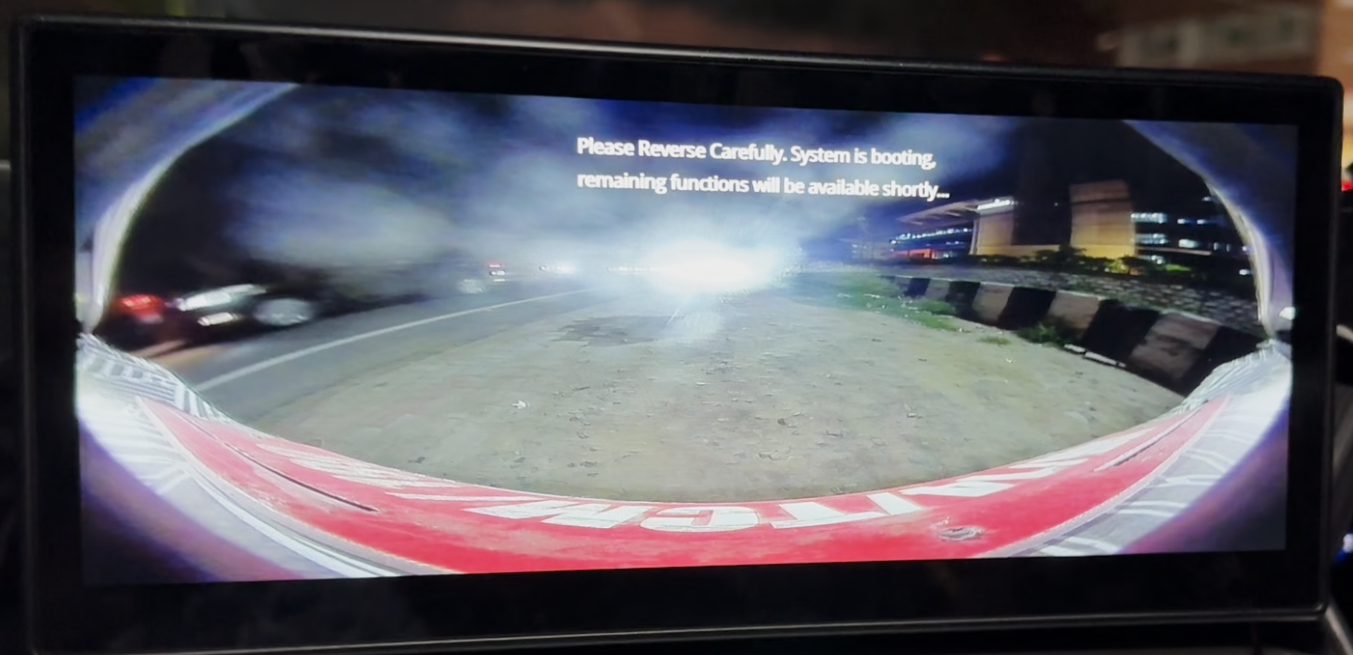 Please Reverse Carefully. System is booting,
remaining functions will be available shortly...